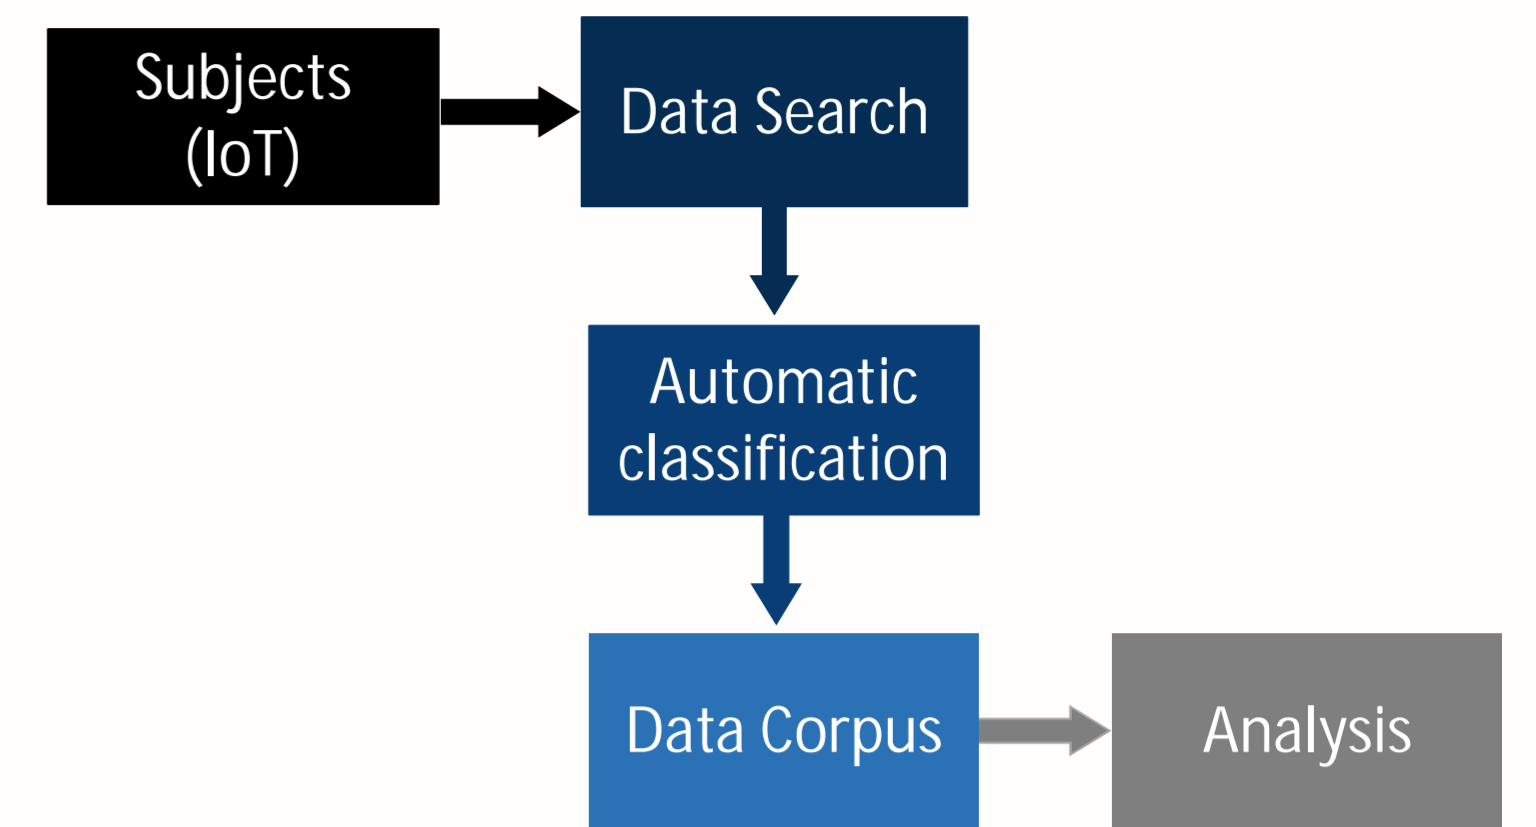 Subjects
(IoT)
Data Search
Automatic
classification
Data Corpus
Analysis